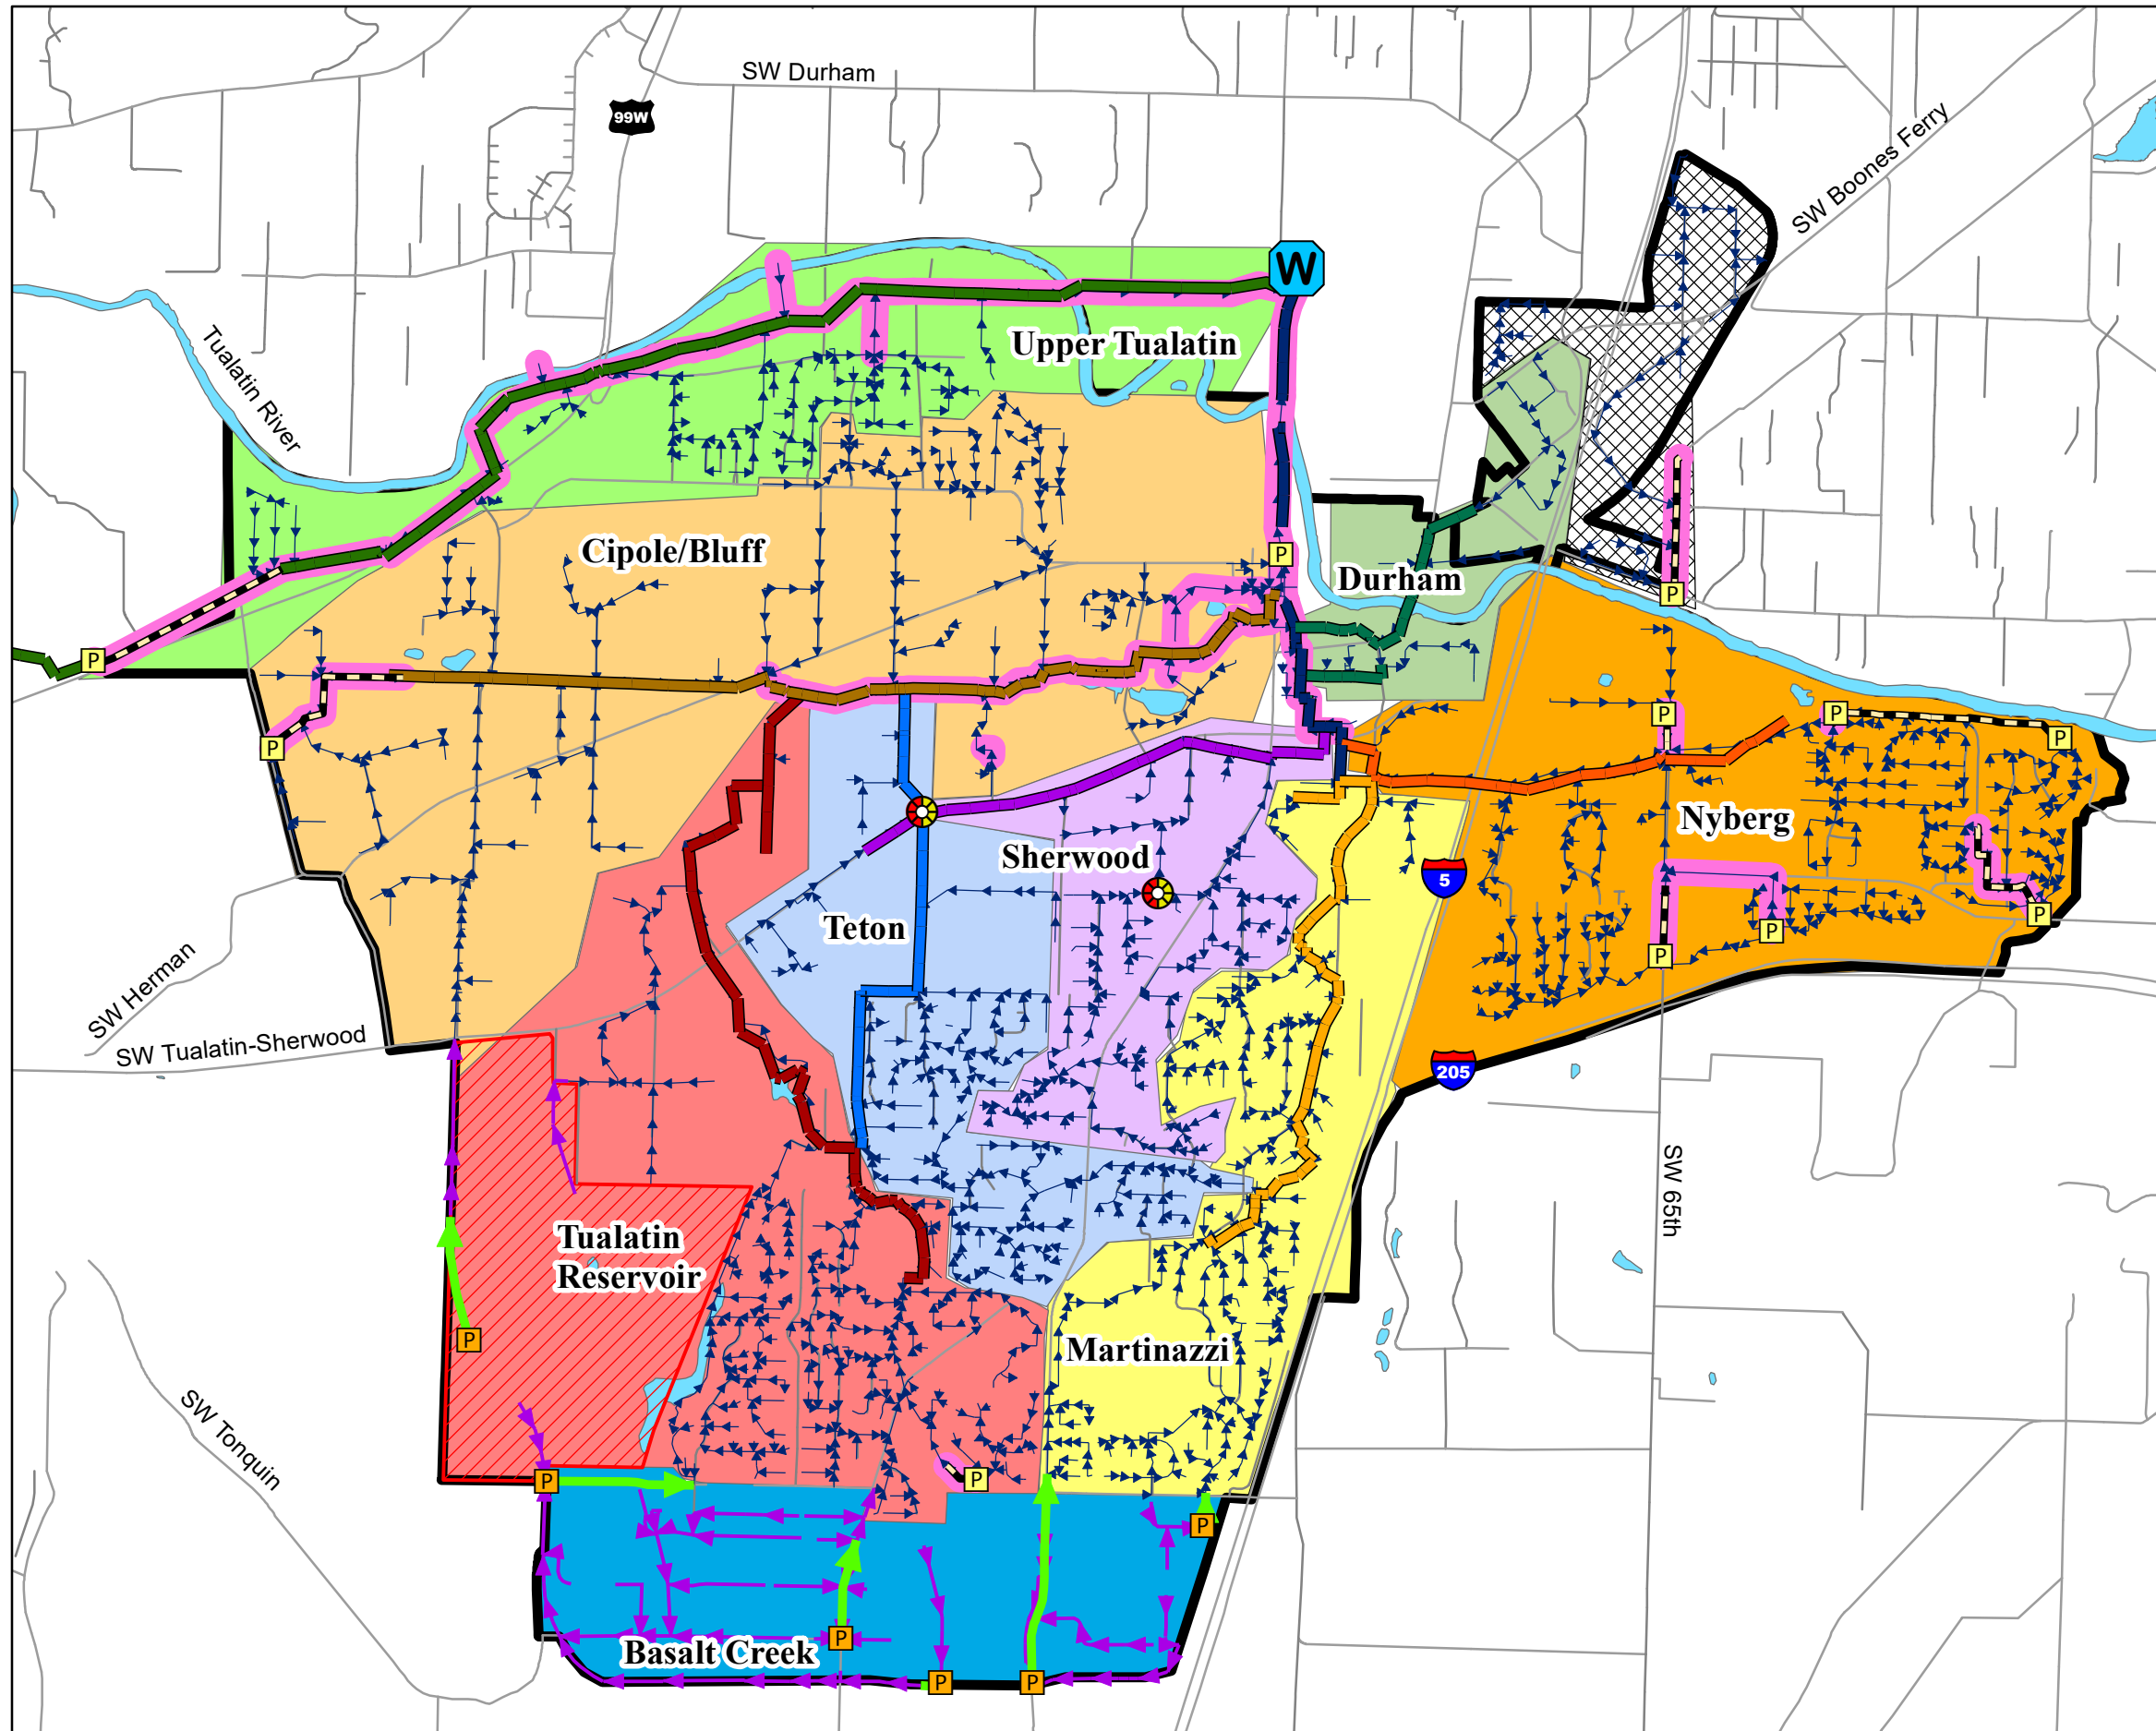 SW Durham
99W
SW Boones Ferry
W
Tualatin River
Upper Tualatin
Cipole/Bluff
P
Durham
P
P
P
P
P
P
Nyberg
Sherwood
5
Teton
P
P
P
SW Herman
SW Tualatin-Sherwood
205
SW 65th
Tualatin
Reservoir
P
Martinazzi
SW Tonquin
P
P
P
Basalt Creek
P
P
P